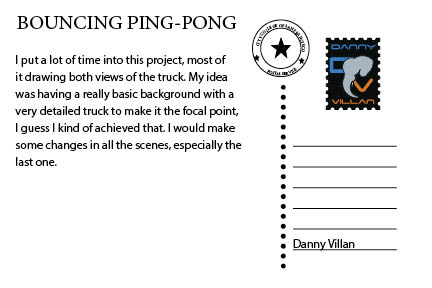 BOUNCING PING-PONG
I put a lot of time into this project, most of
it drawing both views of the truck. My idea
was having a really basic background with a
very detailed truck to make it the focal point,
I guess I kind of achieved that. I would make
some changes in all the scenes, especially the
last one.
DANNY
DV
VILLAN
Danny Villan